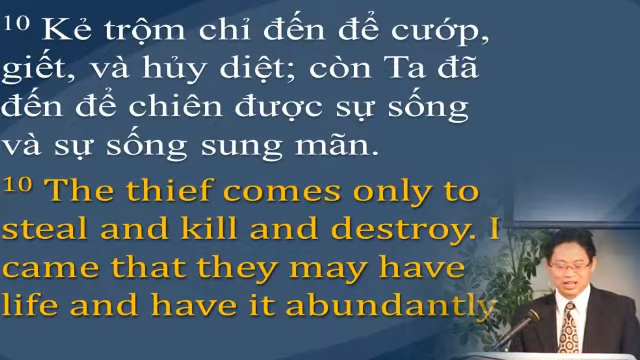 10 Kẻ trộm chỉ đến để cướp,
giết, và hủy diệt; còn Ta đã
đến để chiên được sự sống
và sự sống sung mãn.
10 The thief comes only to
steal and kill and destroy. I
came that they may have
life and have it abundantly